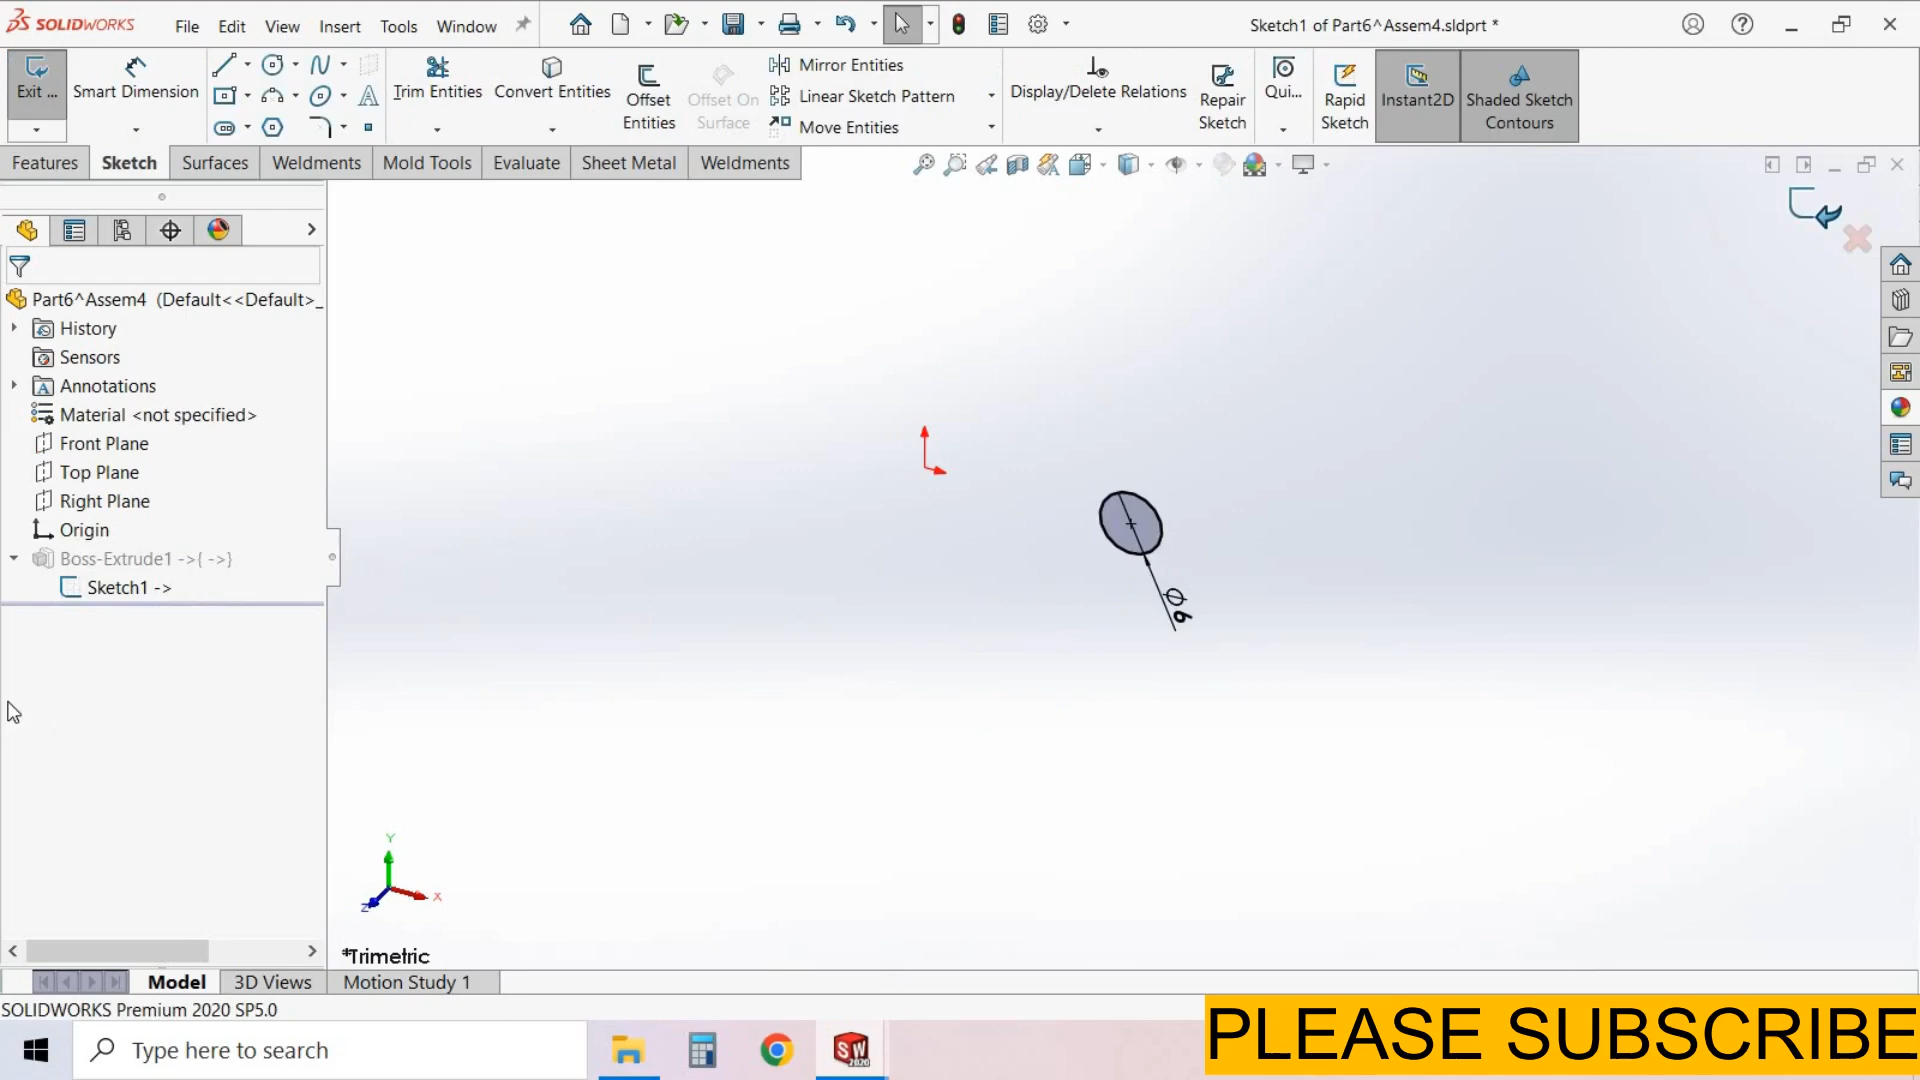 SOLIDWORKS File Edit View Insert Tools Window Sketch1 of Part6^Assem4.sldprt *
Exit ... Smart Dimension Trim Entities Convert Entities Offset Entities Offset On Surface Mirror Entities Linear Sketch Pattern Move Entities Display/Delete Relations Repair Sketch Qui... Rapid Sketch Instant2D Shaded Sketch Contours
Features Sketch Surfaces Weldments Mold Tools Evaluate Sheet Metal Weldments
Part6^Assem4 (Default<<Default>_
History
Sensors
Annotations
Material <not specified>
Front Plane
Top Plane
Right Plane
Origin
Boss-Extrude1 ->{ ->}
Sketch1 ->
∅6
Y
X
Z
*Trimetric
Model 3D Views Motion Study 1
SOLIDWORKS Premium 2020 SP5.0
Type here to search
SW
2020
PLEASE SUBSCRIBE